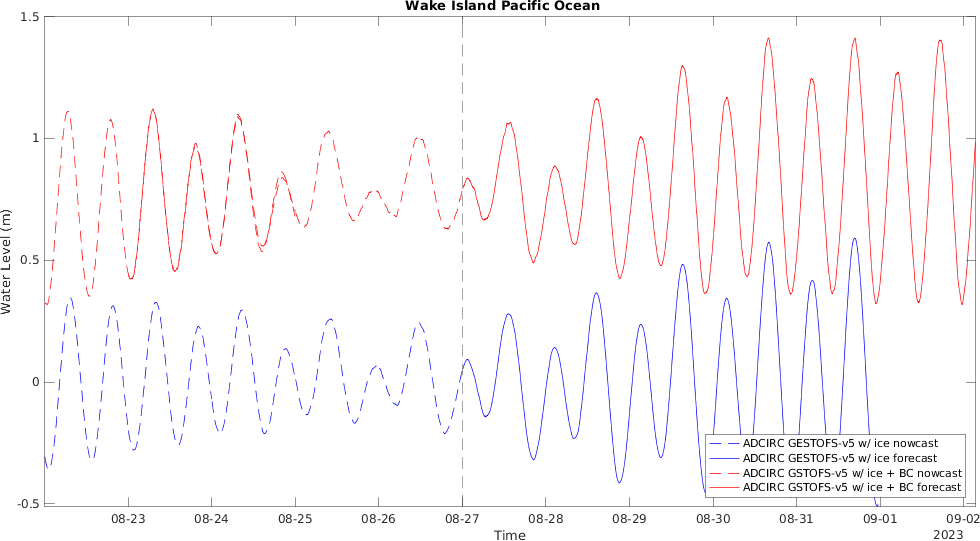 Wake Island Pacific Ocean
1.5
1
0.5
0
-0.5
Water Level (m)
ADCIRC GESTOFS-v5 w/ ice nowcast
ADCIRC GESTOFS-v5 w/ ice forecast
ADCIRC GSTOFS-v5 w/ ice + BC nowcast
ADCIRC GSTOFS-v5 w/ ice + BC forecast
08-23 08-24 08-25 08-26 08-27 08-28 08-29 08-30 08-31 09-01 09-02
Time
2023